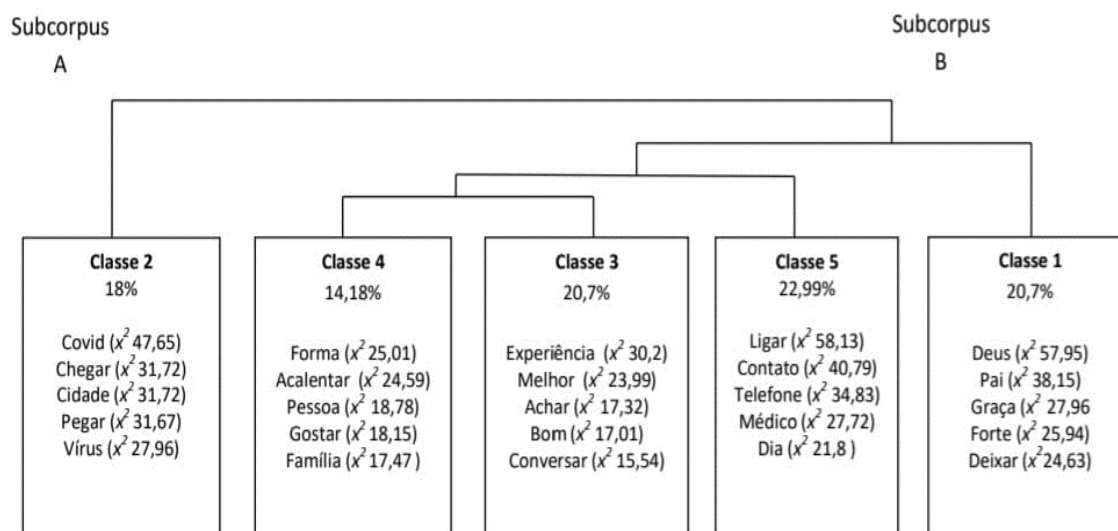 Subcorpus
A
Subcorpus
B
Classe 2
18%
Covid (x² 47,65)
Chegar (x² 31,72)
Cidade (x² 31,72)
Pegar (x² 31,67)
Vírus (x² 27,96)
Classe 4
14,18%
Forma (x² 25,01)
Acalentar (x² 24,59)
Pessoa (x² 18,78)
Gostar (x² 18,15)
Família (x² 17,47 )
Classe 3
20,7%
Experiência (x² 30,2)
Melhor (x² 23,99)
Achar (x² 17,32)
Bom (x² 17,01)
Conversar (x² 15,54)
Classe 5
22,99%
Ligar (x² 58,13)
Contato (x² 40,79)
Telefone (x² 34,83)
Médico (x² 27,72)
Dia (x² 21,8 )
Classe 1
20,7%
Deus (x² 57,95)
Pai (x² 38,15)
Graça (x² 27,96
Forte (x² 25,94)
Deixar (x²24,63)